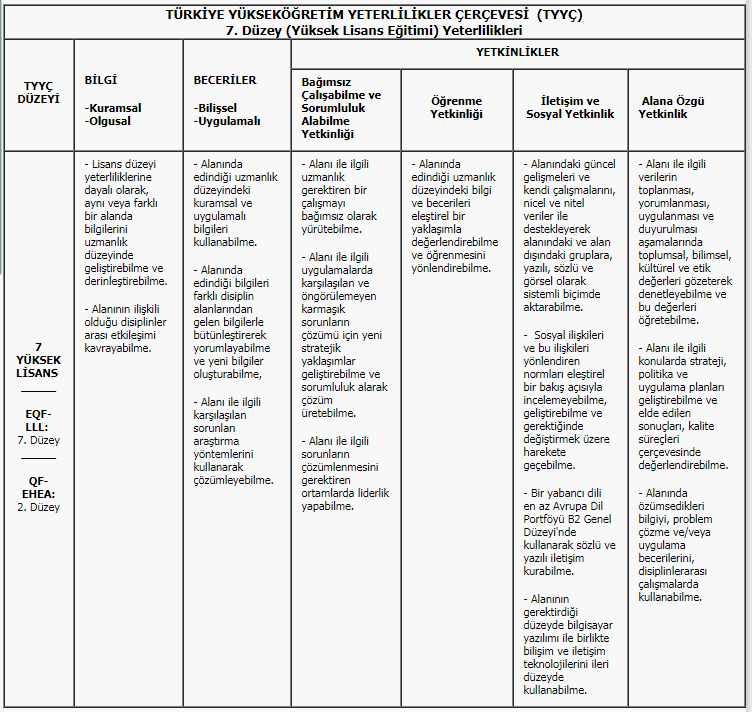 TÜRKİYE YÜKSEKÖĞRETİM YETERLİLİKLER ÇERÇEVESİ (TYYÇ)
7. Düzey (Yüksek Lisans Eğitimi) Yeterlilikleri
TYYÇ
DÜZEYİ
BİLGİ
-Kuramsal
-Olgusal
BECERİLER
-Bilişsel
-Uygulamalı
YETKİNLİKLER
Bağımsız
Çalışabilme ve
Sorumluluk
Alabilme
Yetkinliği
Öğrenme
Yetkinliği
İletişim ve
Sosyal Yetkinlik
Alana Özgü
Yetkinlik
7
YÜKSEK
LİSANS
_____
EQF-
LLL:
7. Düzey
_____
QF-
EHEA:
2. Düzey
- Lisans düzeyi
yeterliliklerine
dayalı olarak,
aynı veya farklı
bir alanda
bilgilerini
uzmanlık
düzeyinde
geliştirebilme ve
derinleştirebilme.
- Alanının ilişkili
olduğu disiplinler
arası etkileşimi
kavrayabilme.
- Alanında
edindiği uzmanlık
düzeyindeki
kuramsal ve
uygulamalı
bilgileri
kullanabilme.
- Alanında
edindiği bilgileri
farklı disiplin
alanlarından
gelen bilgilerle
bütünleştirerek
yorumlayabilme
ve yeni bilgiler
oluşturabilme,
- Alanı ile ilgili
karşılaşılan
sorunları
araştırma
yöntemlerini
kullanarak
çözümleyebilme.
- Alanı ile ilgili
uzmanlık
gerektiren bir
çalışmayı
bağımsız olarak
yürütebilme.
- Alanı ile ilgili
uygulamalarda
karşılaşılan ve
öngörülemeyen
karmaşık
sorunların
çözümü için yeni
stratejik
yaklaşımlar
geliştirebilme ve
sorumluluk alarak
çözüm
üretebilme.
- Alanı ile ilgili
sorunların
çözümlenmesini
gerektiren
ortamlarda liderlik
yapabilme.
- Alanında
edindiği uzmanlık
düzeyindeki bilgi
ve becerileri
eleştirel bir
yaklaşımla
değerlendirebilme
ve öğrenmesini
yönlendirebilme.
- Alanındaki güncel
gelişmeleri ve
kendi çalışmalarını,
nicel ve nitel
veriler ile
destekleyerek
alanındaki ve alan
dışındaki gruplara,
yazılı, sözlü ve
görsel olarak
sistemli biçimde
aktarabilme.
- Sosyal ilişkileri
ve bu ilişkileri
yönlendiren
normları eleştirel
bir bakış açısıyla
incelemeyebilme,
geliştirebilme ve
gerektiğinde
değiştirmek üzere
harekete
geçebilme.
- Bir yabancı dili
en az Avrupa Dil
Portföyü B2 Genel
Düzeyi'nde
kullanarak sözlü ve
yazılı iletişim
kurabilme.
- Alanının
gerektirdiği
düzeyde bilgisayar
yazılımı ile birlikte
bilişim ve iletişim
teknolojilerini ileri
düzeyde
kullanabilme.
- Alanı ile ilgili
verilerin
toplanması,
yorumlanması,
uygulanması ve
duyurulması
aşamalarında
toplumsal, bilimsel,
kültürel ve etik
değerleri gözeterek
denetleyebilme ve
bu değerleri
öğretebilme.
- Alanı ile ilgili
konularda strateji,
politika ve
uygulama planları
geliştirebilme ve
elde edilen
sonuçları, kalite
süreçleri
çerçevesinde
değerlendirebilme.
- Alanında
özümsedikleri
bilgiyi, problem
çözme ve/veya
uygulama
becerilerini,
disiplinlerarası
çalışmalarda
kullanabilme.